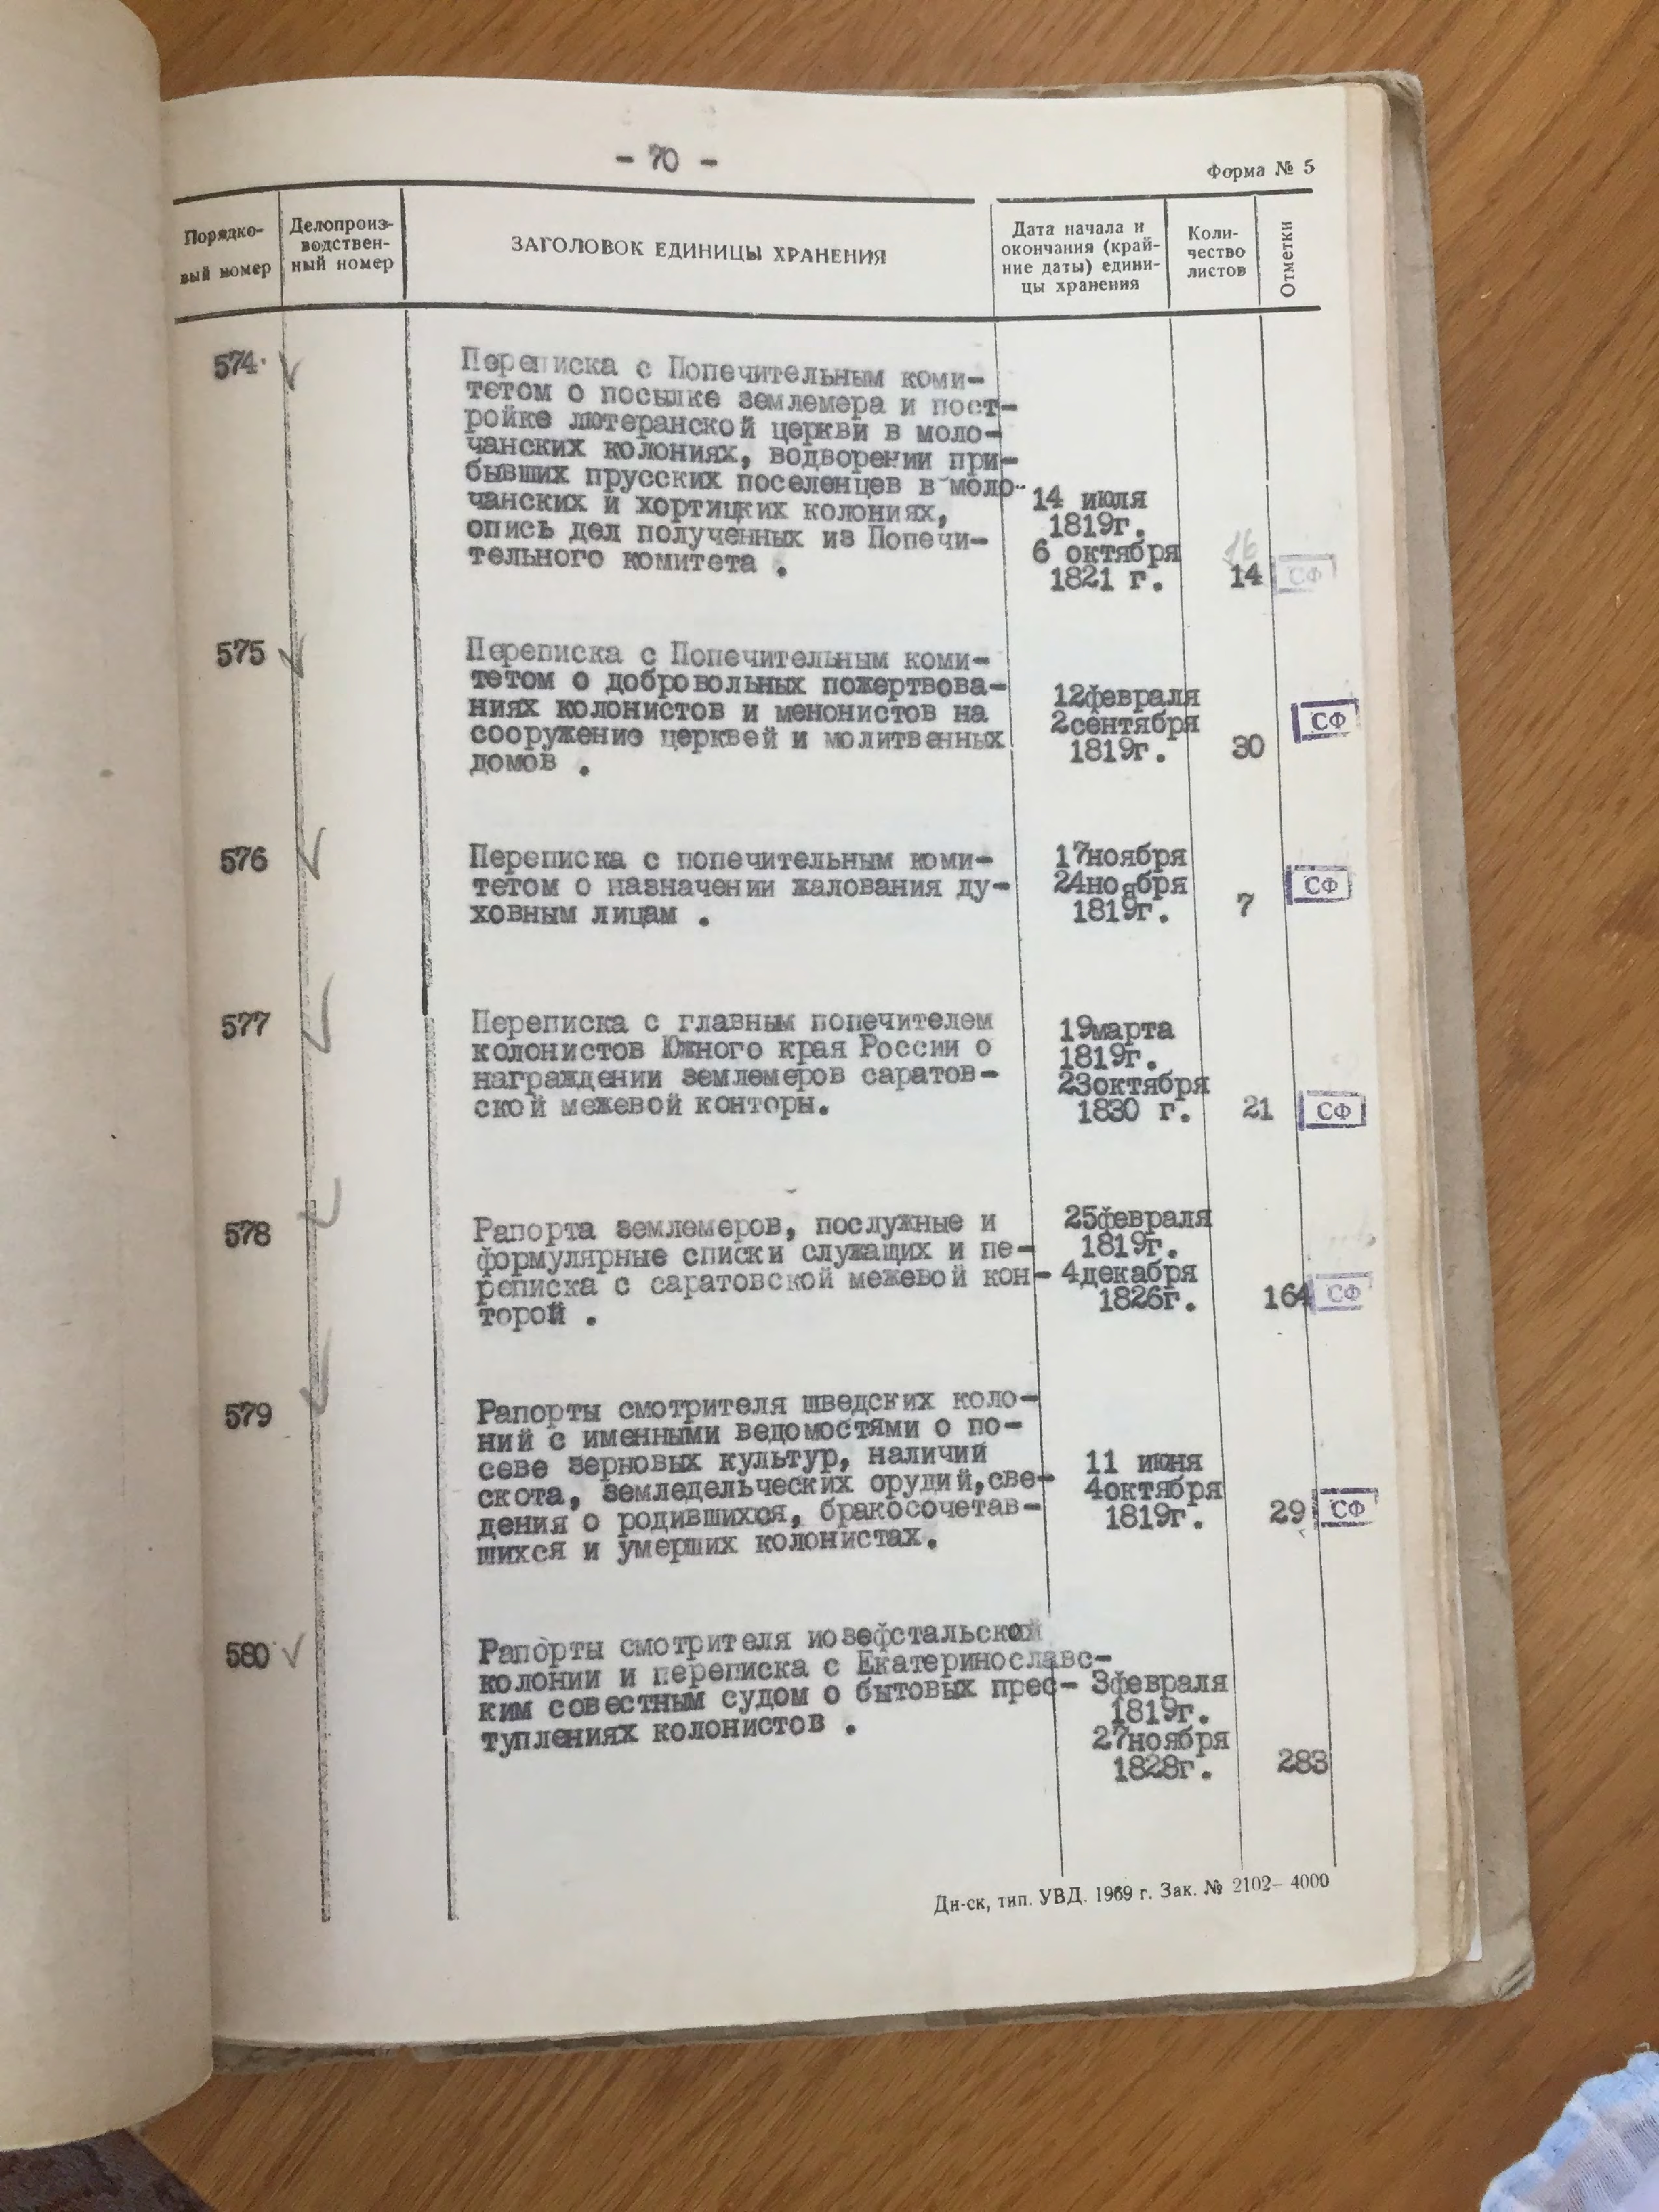 - 70 -
Форма № 5
Порядко-
вый номер
Делопроиз-
водствен-
ный номер
ЗАГОЛОВОК ЕДИНИЦЫ ХРАНЕНИЯ
Дата начала и
окончания (край-
ние даты) едини-
цы хранения
Коли-
чество
листов
Отметки
574
Переписка с Попечительным коми-
тетом о посылке землемера и пост-
ройке лютеранской церкви в моло-
чанских колониях, водворении при-
бывших прусских поселенцев в моло-
чанских и хортицких колониях,
опись дел полученных из Попечи-
тельного комитета .
14 июля
1819г.
6 октября
1821 г.
16
14
СФ
575
Переписка с Попечительным коми-
тетом о добровольных пожертвова-
ниях колонистов и менонистов на
сооружение церквей и молитвенных
домов .
12февраля
2сентября
1819г.
30
СФ
576
Переписка с попечительным коми-
тетом о назначении жалования ду-
ховным лицам .
17ноября
24ноября
1819г.
7
СФ
577
Переписка с главным попечителем
колонистов Южного края России о
награждении землемеров саратов-
ской межевой конторы.
19марта
1819г.
23октября
1830 г.
21
СФ
578
Рапорта землемеров, послужные и
формулярные списки служащих и пе-
реписка с саратовской межевой кон-
торой .
25февраля
1819г.
4декабря
1826г.
164
СФ
579
Рапорты смотрителя шведских коло-
ний с именными ведомостями о по-
севе зерновых культур, наличии
скота, земледельческих орудий,све-
дения о родившихся, бракосочетав-
шихся и умерших колонистах.
11 июня
4октября
1819г.
29
СФ
580
Рапорты смотрителя иозефстальской
колонии и переписка с Екатеринославс-
ким совестным судом о бытовых прес-
туплениях колонистов .
3февраля
1819г.
27ноября
1828г.
283
Дн-ск, тип. УВД. 1969 г. Зак. № 2102- 4000